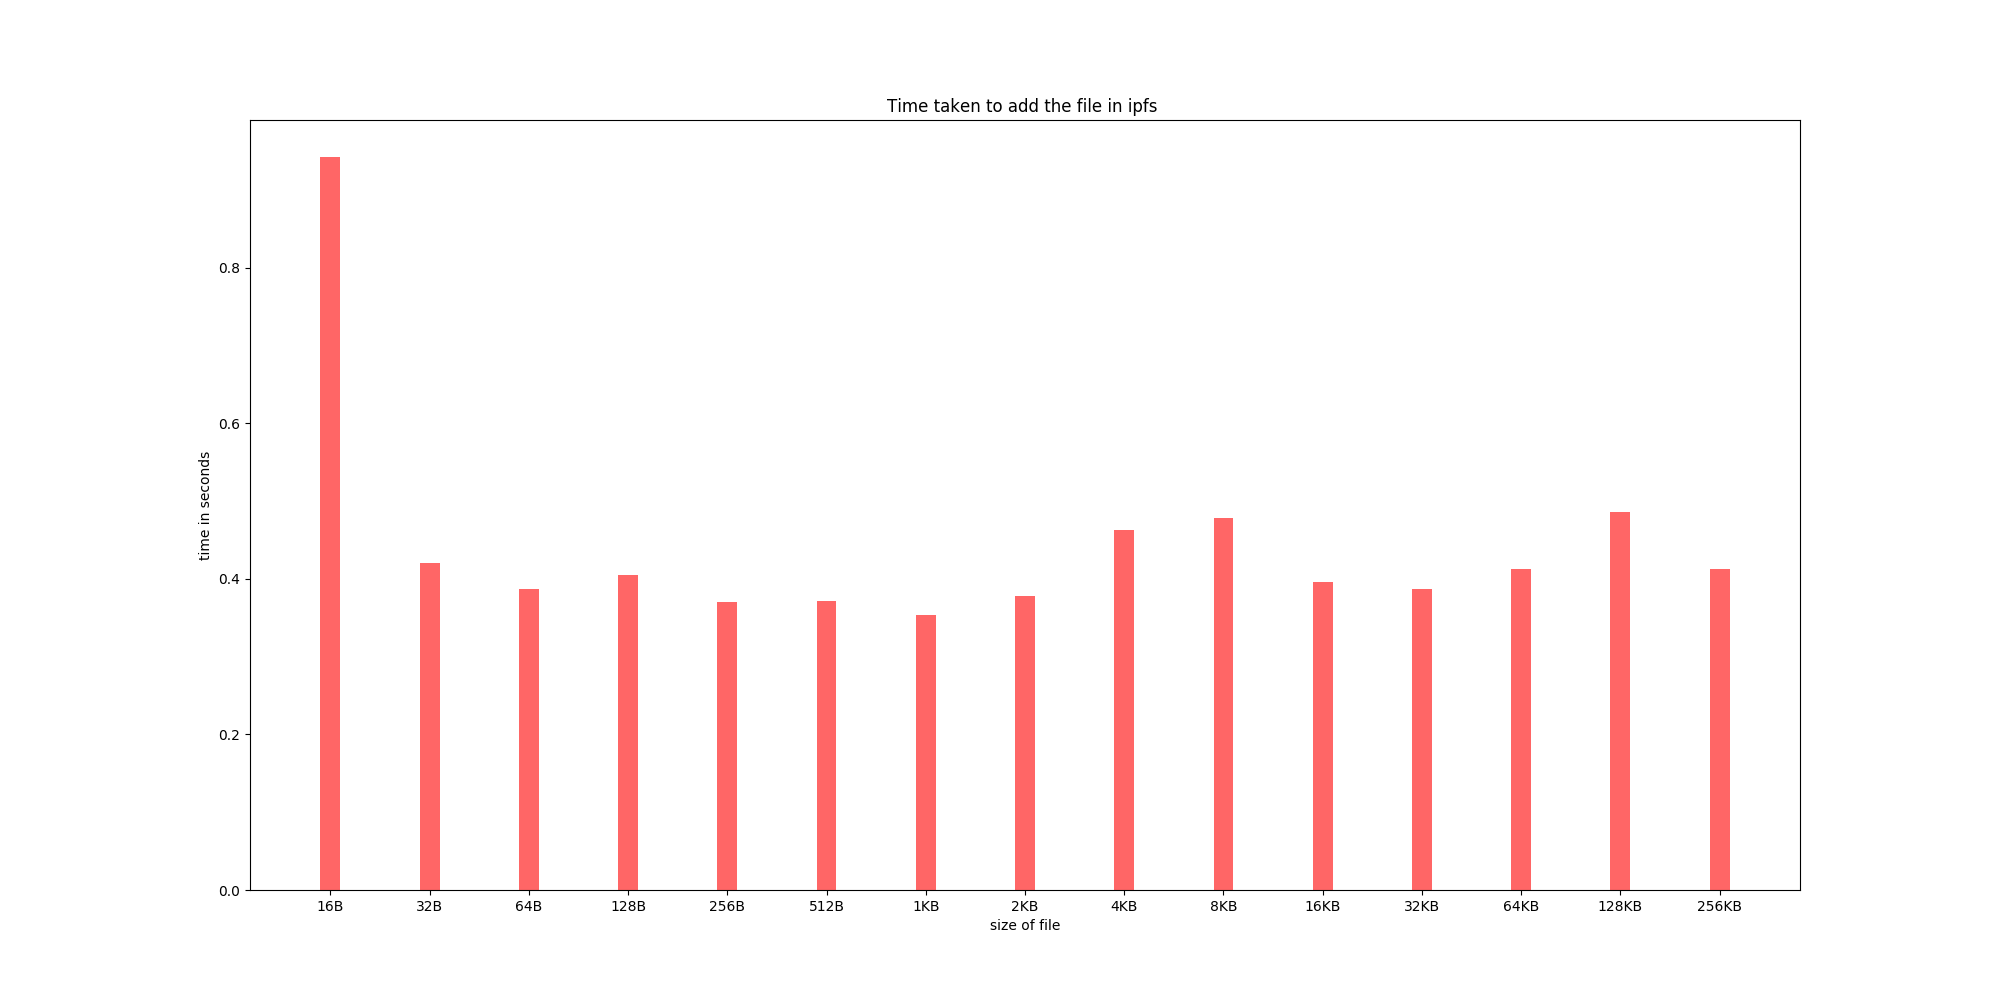 Time taken to add the file in ipfs
time in seconds
0.8
0.6
0.4
0.2
0.0
16B 32B 64B 128B 256B 512B 1KB 2KB 4KB 8KB 16KB 32KB 64KB 128KB 256KB
size of file